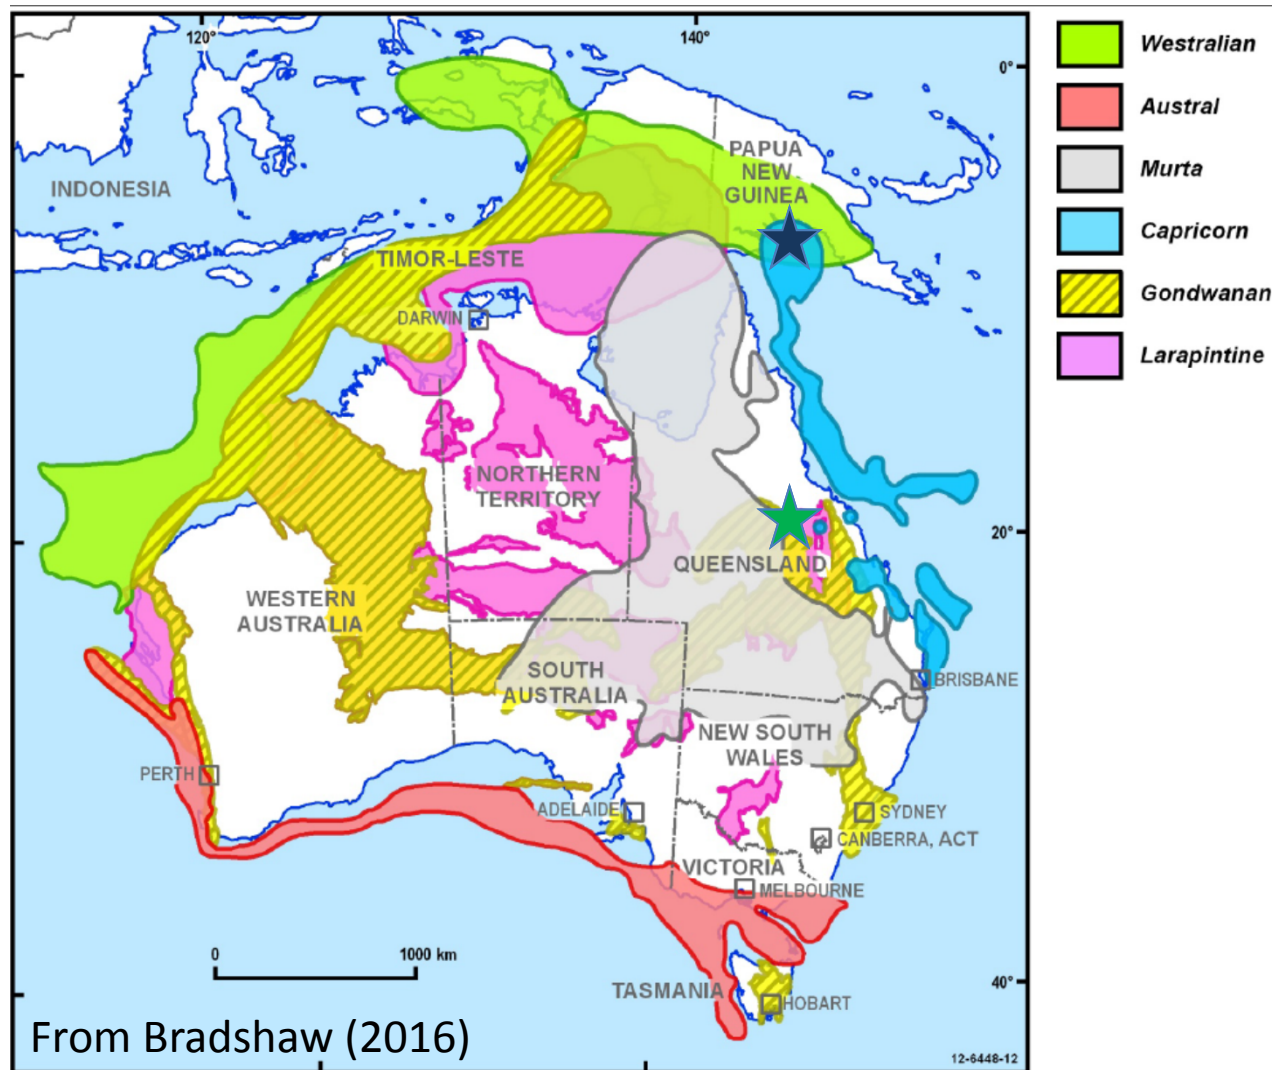 120°
140°
0°
Westralian
Austral
Murta
Capricorn
Gondwanan
Larapintine
INDONESIA
PAPUA
NEW
GUINEA
TIMOR-LESTE
DARWIN
NORTHERN
TERRITORY
20°
QUEENSLAND
WESTERN
AUSTRALIA
SOUTH
AUSTRALIA
BRISBANE
NEW SOUTH
WALES
PERTH
ADELAIDE
SYDNEY
CANBERRA, ACT
VICTORIA
MELBOURNE
0
1000 km
TASMANIA
40°
HOBART
From Bradshaw (2016)
12-6448-12